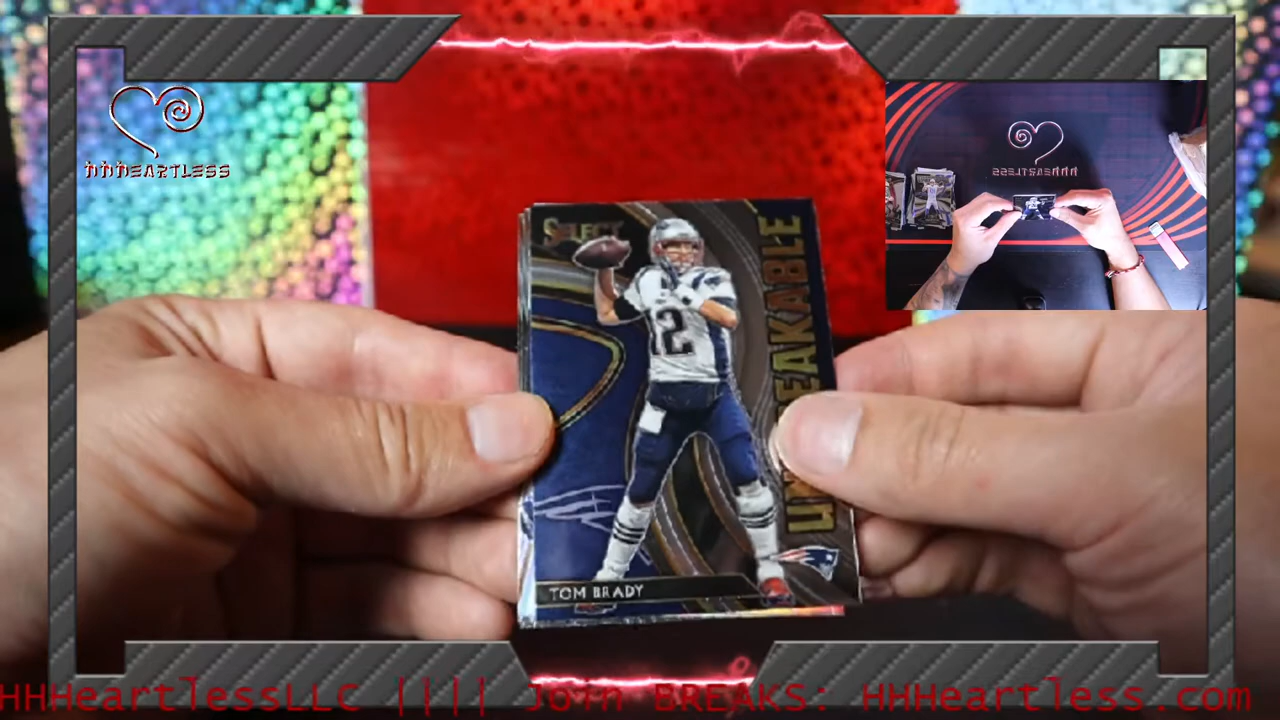 HHHEARTLESS
SELECT
UNBREAKABLE
12
TOM BRADY
HHHEARTLESS
HHHeartlessLLC |||| Join BREAKS: HHHeartless.com